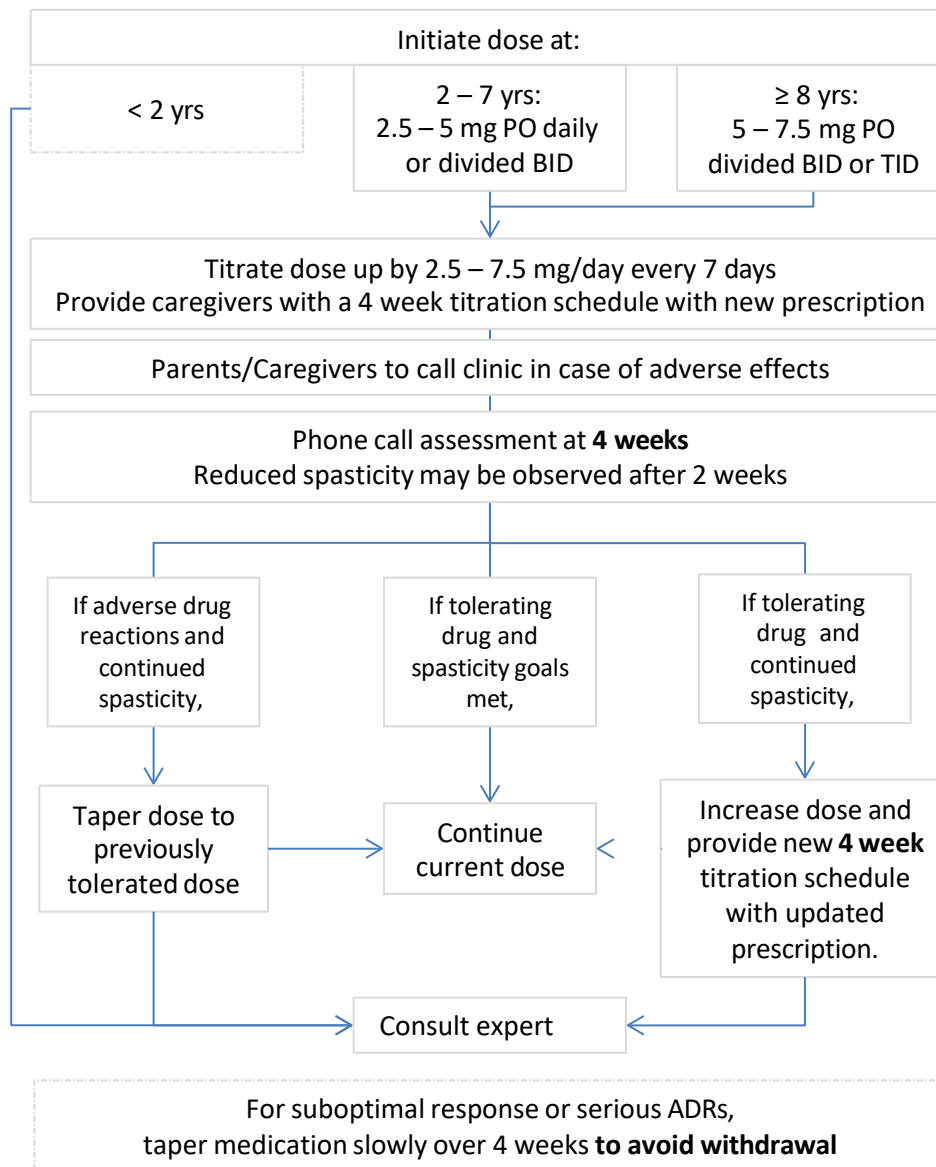 Initiate dose at:
< 2 yrs
2 – 7 yrs:
2.5 – 5 mg PO daily
or divided BID
≥ 8 yrs:
5 – 7.5 mg PO
divided BID or TID
Titrate dose up by 2.5 – 7.5 mg/day every 7 days
Provide caregivers with a 4 week titration schedule with new prescription
Parents/Caregivers to call clinic in case of adverse effects
Phone call assessment at 4 weeks
Reduced spasticity may be observed after 2 weeks
If adverse drug
reactions and
continued
spasticity,
If tolerating
drug and
spasticity goals
met,
If tolerating
drug and
continued
spasticity,
Taper dose to
previously
tolerated dose
Continue
current dose
Increase dose and
provide new 4 week
titration schedule
with updated
prescription.
Consult expert
For suboptimal response or serious ADRs,
taper medication slowly over 4 weeks to avoid withdrawal